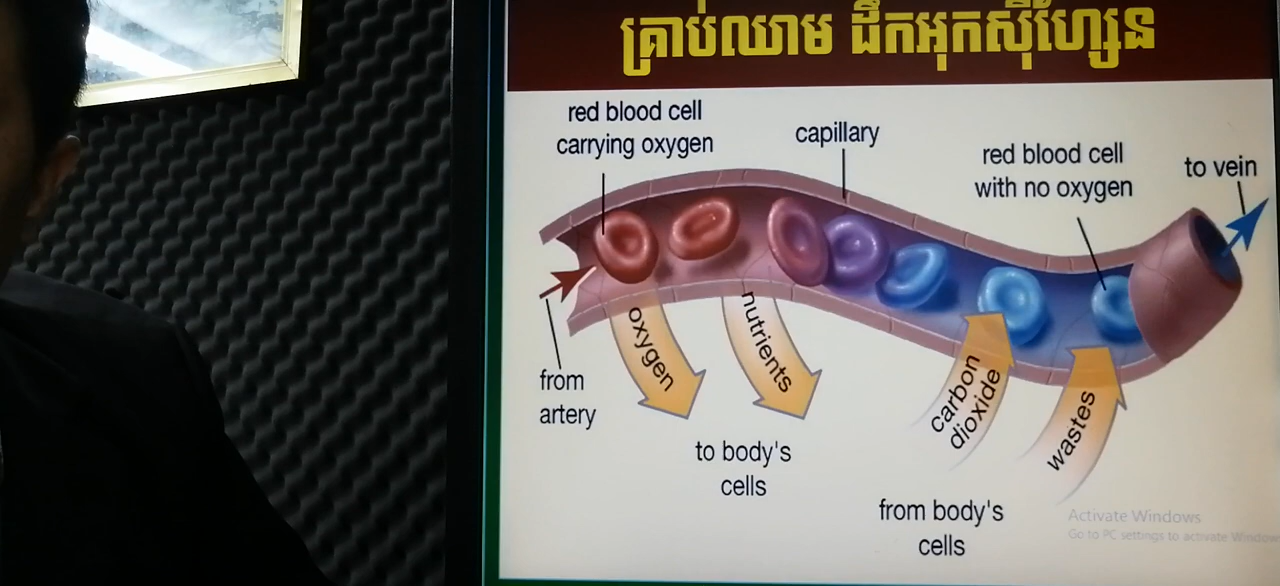 គ្រាប់ឈាម ដឹកអុកស៊ីហ្សែន
red blood cell
carrying oxygen
capillary
red blood cell
with no oxygen
to vein
from
artery
oxygen
nutrients
carbon
dioxide
wastes
to body's
cells
from body's
cells
Activate Windows
Go to PC settings to activate Window